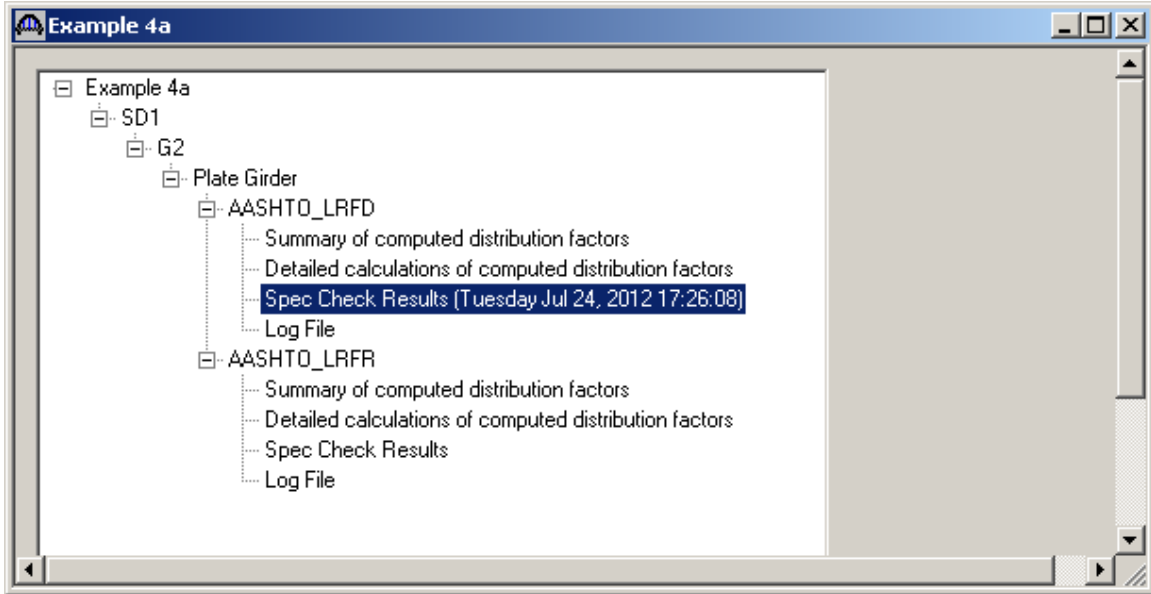 Example 4a
Example 4a
SD1
G2
Plate Girder
AASHTO_LRFD
Summary of computed distribution factors
Detailed calculations of computed distribution factors
Spec Check Results (Tuesday Jul 24, 2012 17:26:08)
Log File
AASHTO_LRFR
Summary of computed distribution factors
Detailed calculations of computed distribution factors
Spec Check Results
Log File